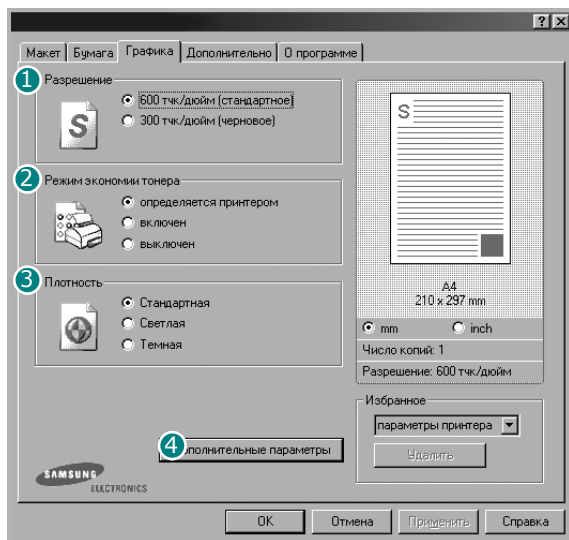 ? x
Макет Бумага Графика Дополнительно О программе
1 Разрешение
S
600 тчк/дюйм (стандартное)
300 тчк/дюйм (черновое)
2 Режим экономии тонера
определяется принтером
включен
выключен
3 Плотность
Стандартная
Светлая
Темная
4 ополнительные параметры
SAMSUNG
ELECTRONICS
S
A4
210 x 297 mm
mm inch
Число копий: 1
Разрешение: 600 тчк/дюйм
Избранное
параметры принтера
Удалить
OK Отмена Применить Справка